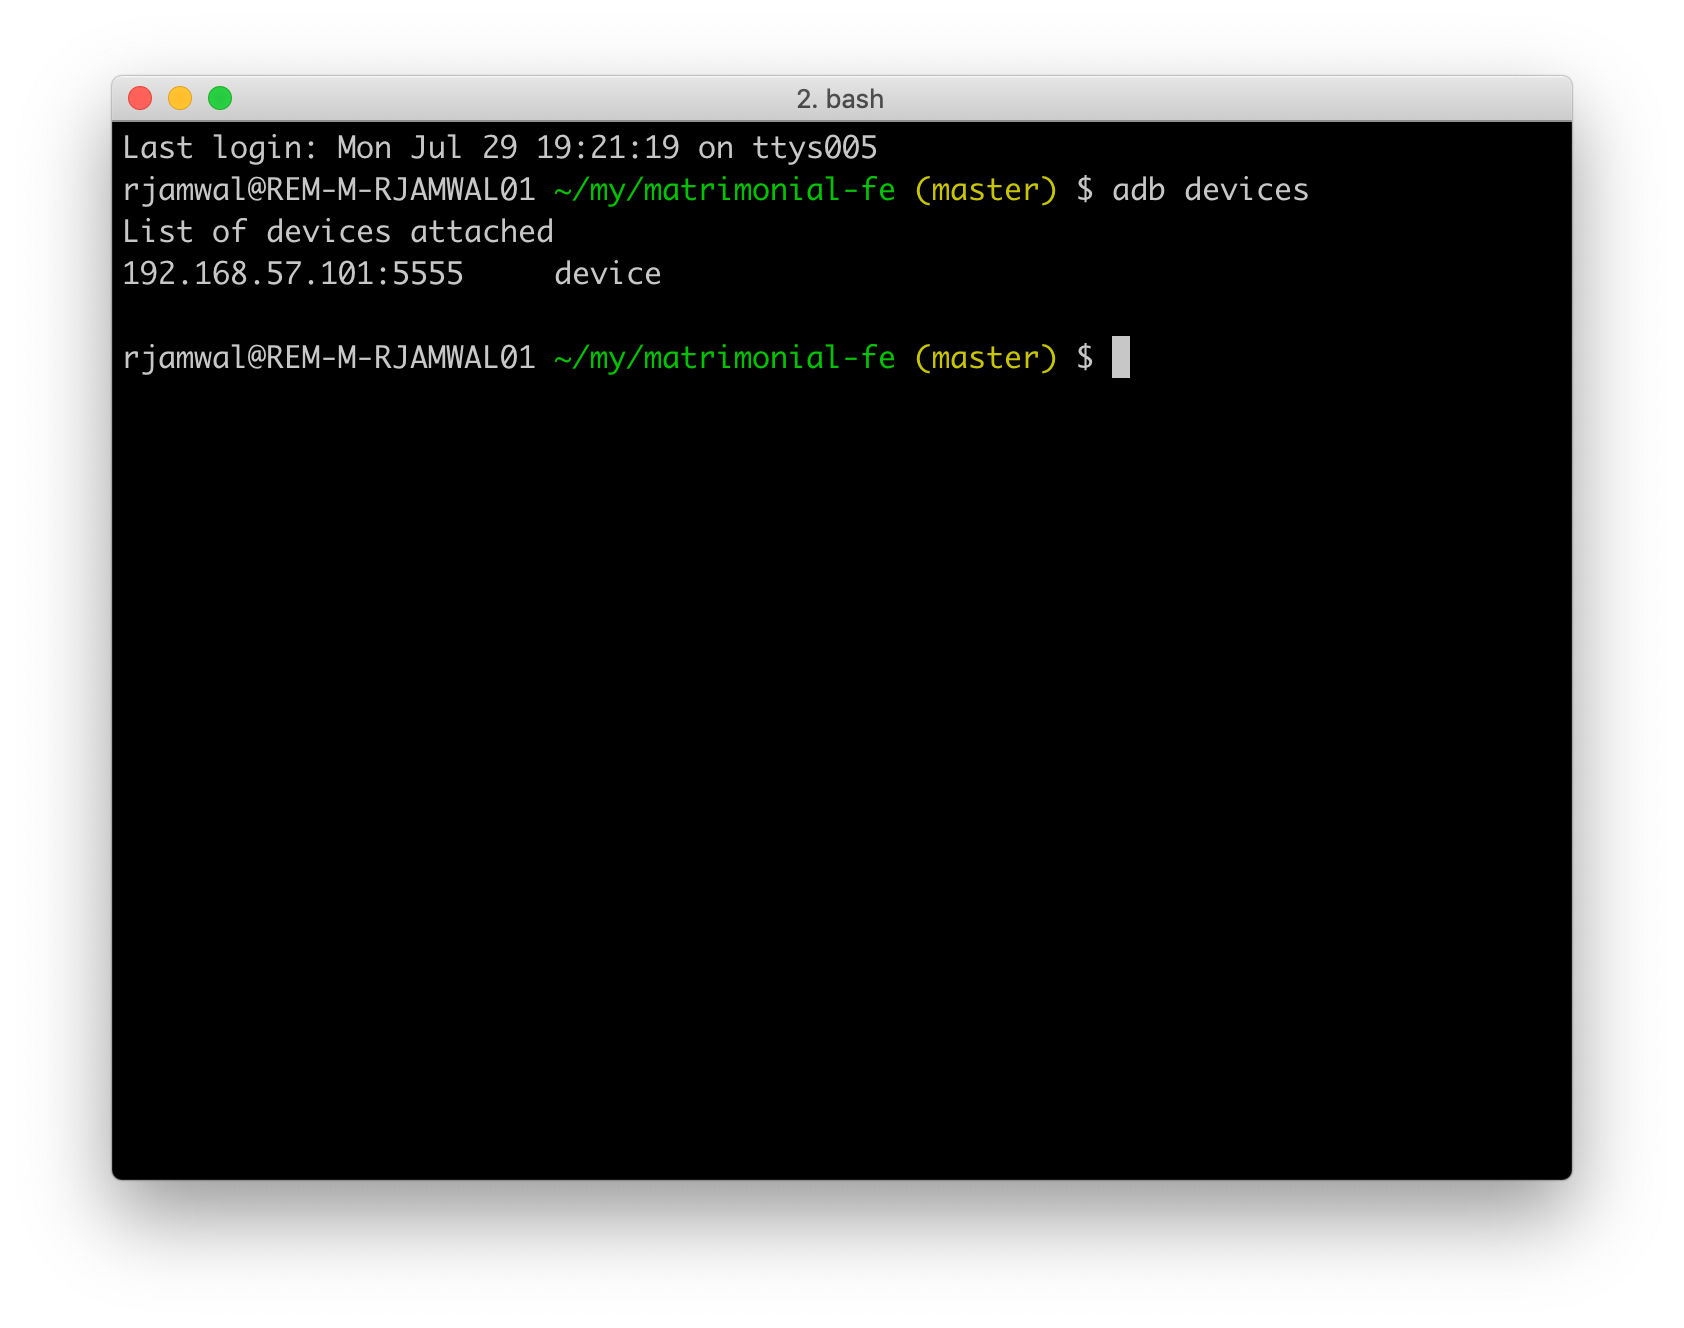 2. bash
Last login: Mon Jul 29 19:21:19 on ttys005
rjamwal@REM-M-RJAMWAL01 ~/my/matrimonial-fe (master) $ adb devices
List of devices attached
192.168.57.101:5555     device
rjamwal@REM-M-RJAMWAL01 ~/my/matrimonial-fe (master) $